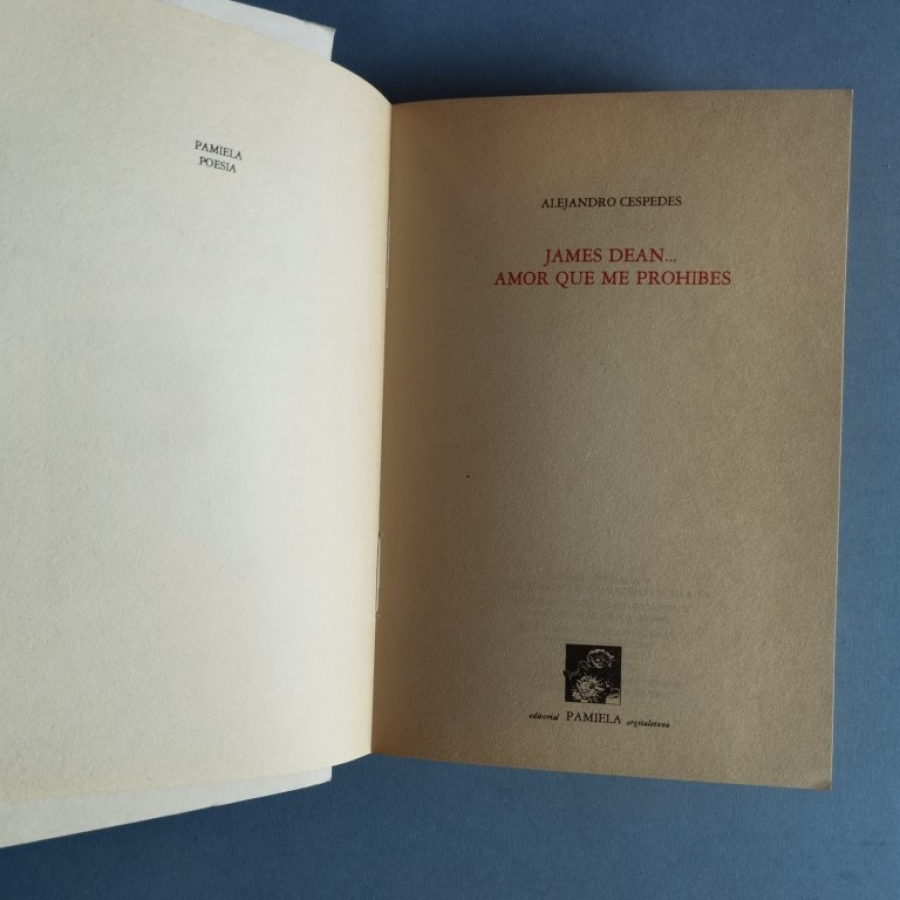 PAMIELA
POESIA
ALEJANDRO CESPEDES
JAMES DEAN...
AMOR QUE ME PROHIBES
editorial PAMIELA argitaletxea